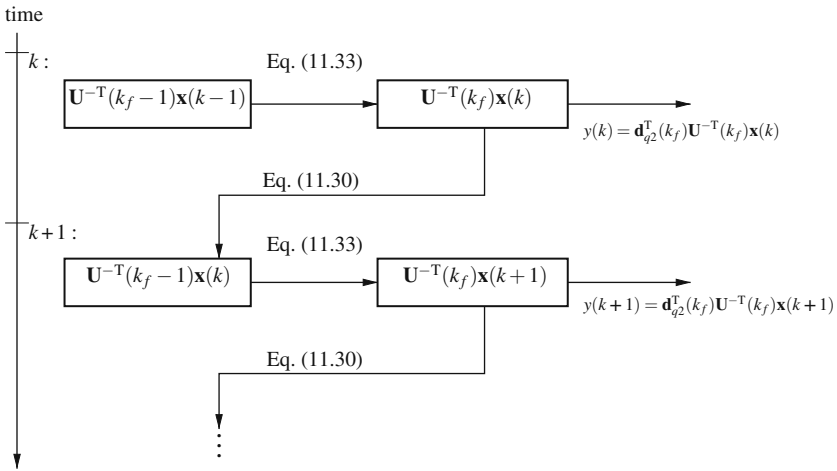 time
k :
Eq. (11.33)
U⁻ᵀ(k_f−1)x(k−1)
U⁻ᵀ(k_f)x(k)
y(k) = d_{q2}^T(k_f)U⁻ᵀ(k_f)x(k)
Eq. (11.30)
k+1 :
Eq. (11.33)
U⁻ᵀ(k_f−1)x(k)
U⁻ᵀ(k_f)x(k+1)
y(k+1) = d_{q2}^T(k_f)U⁻ᵀ(k_f)x(k+1)
Eq. (11.30)
⋮